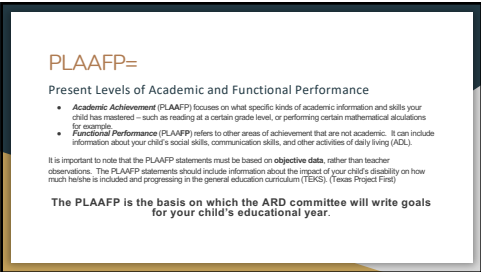 PLAAFP=
Present Levels of Academic and Functional Performance
● Academic Achievement (PLAAFP) focuses on what specific kinds of academic information and skills your
child has mastered – such as reading at a certain grade level, or performing certain mathematical alculations
for example.
● Functional Performance (PLAAFP) refers to other areas of achievement that are not academic. It can include
information about your child's social skills, communication skills, and other activities of daily living (ADL).
It is important to note that the PLAAFP statements must be based on objective data, rather than teacher
observations. The PLAAFP statements should include information about the impact of your child's disability on how
much he/she is included and progressing in the general education curriculum (TEKS). (Texas Project First)
The PLAAFP is the basis on which the ARD committee will write goals
for your child's educational year.